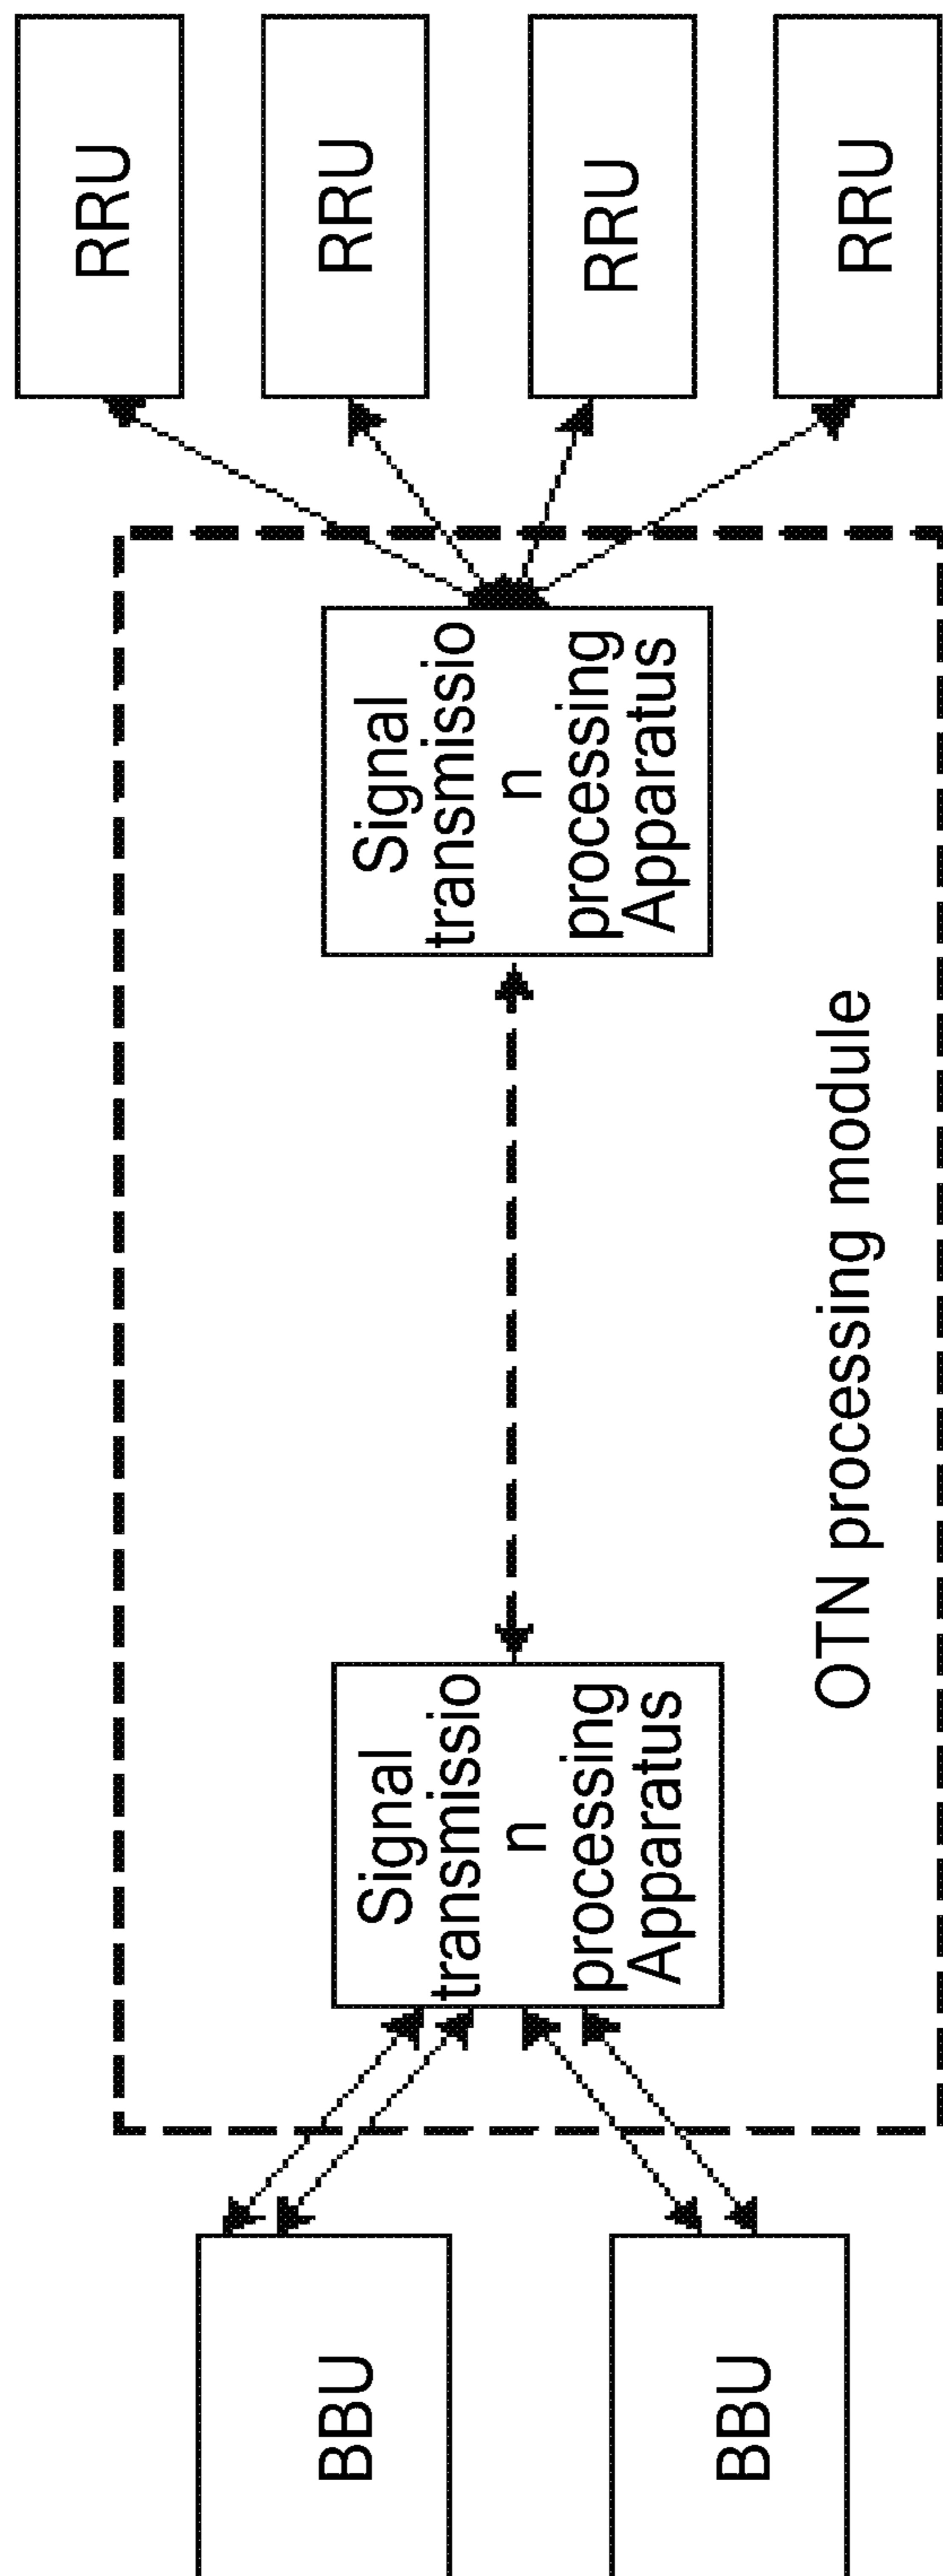 BBU
BBU
Signal
transmissio
n
processing
Apparatus
OTN processing module
Signal
transmissio
n
processing
Apparatus
RRU
RRU
RRU
RRU